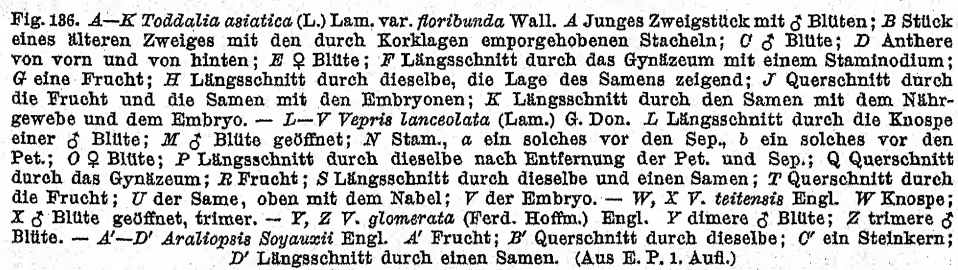 Fig. 186. A—K Toddalia asiatica (L.) Lam. var. floribunda Wall. A Junges Zweigstück mit ♂ Blüten; B Stück
eines älteren Zweiges mit den durch Korklagen emporgehobenen Stacheln; C ♂ Blüte; D Anthere
von vorn und von hinten; E ♀ Blüte; F Längsschnitt durch das Gynäzeum mit einem Staminodium;
G eine Frucht; H Längsschnitt durch dieselbe, die Lage des Samens zeigend; J Querschnitt durch
die Frucht und die Samen mit den Embryonen; K Längsschnitt durch den Samen mit dem Nähr-
gewebe und dem Embryo. — L—V Vepris lanceolata (Lam.) G. Don. L Längsschnitt durch die Knospe
einer ♂ Blüte; M ♂ Blüte geöffnet; N Stam., a ein solches vor den Sep., b ein solches vor den
Pet.; O ♀ Blüte; P Längsschnitt durch dieselbe nach Entfernung der Pet. und Sep.; Q Querschnitt
durch das Gynäzeum; R Frucht; S Längsschnitt durch dieselbe und einen Samen; T Querschnitt durch
die Frucht; U der Same, oben mit dem Nabel; V der Embryo. — W, X V. teitensis Engl. W Knospe;
X ♂ Blüte geöffnet, trimer. — Y, Z V. glomerata (Ferd. Hoffm.) Engl. Y dimere ♂ Blüte; Z trimere ♂
Blüte. — A'—D' Araliopsis Soyauxii Engl. A' Frucht; B' Querschnitt durch dieselbe; C' ein Steinkern;
D' Längsschnitt durch einen Samen. (Aus E. P. 1. Aufl.)